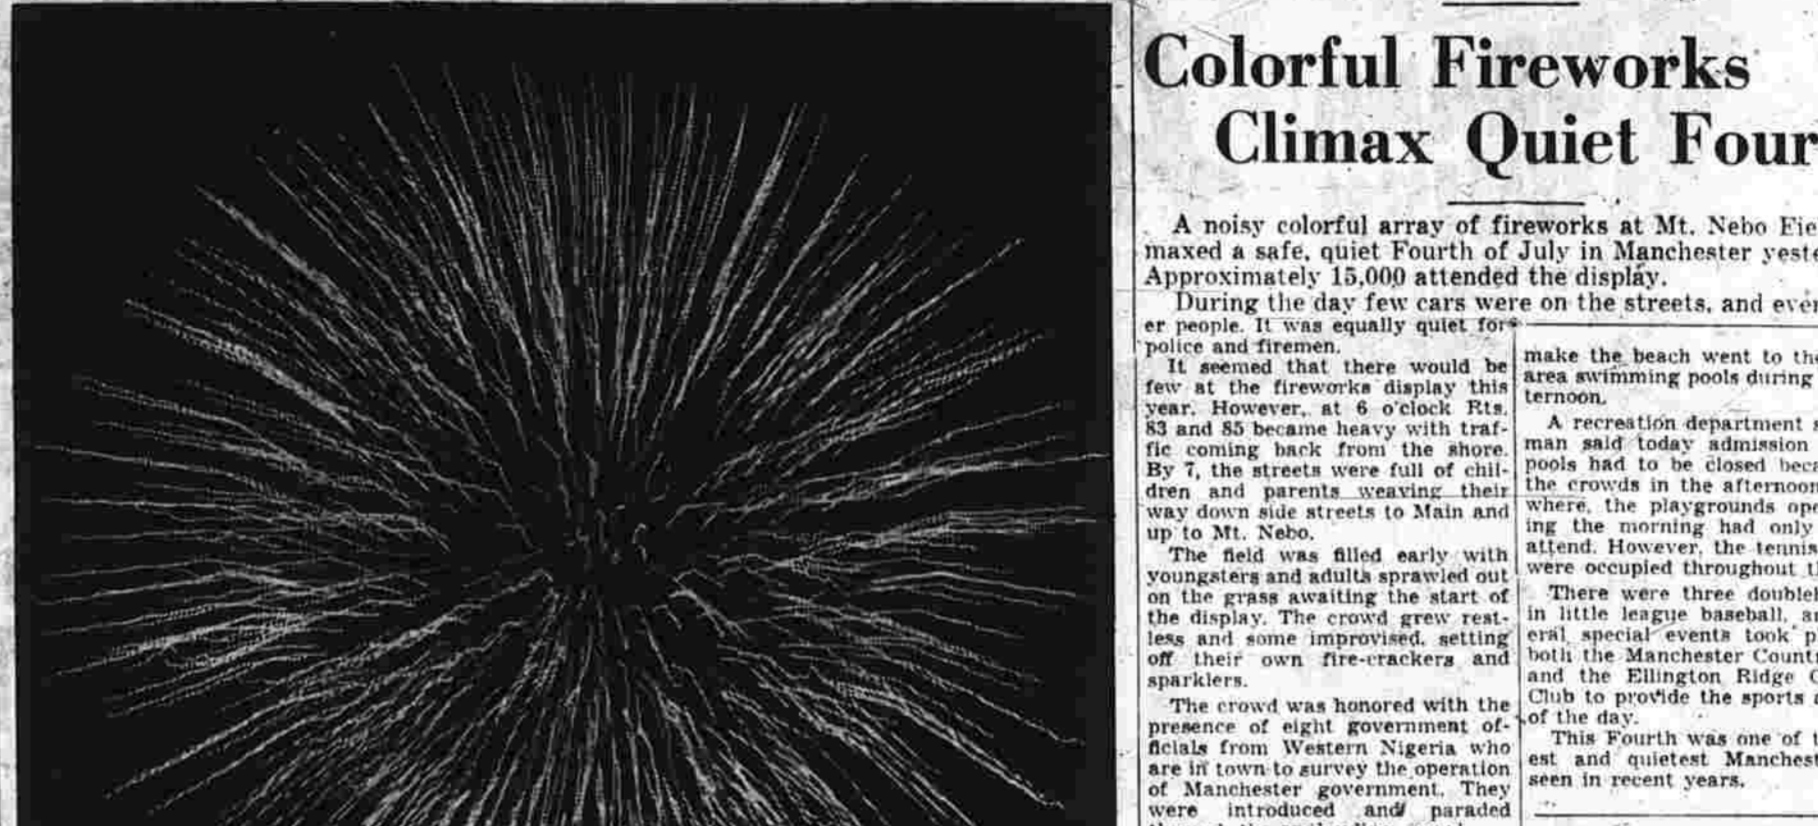 Colorful Fireworks
Climax Quiet Four
A noisy colorful array of fireworks at Mt. Nebo Fie
maxed a safe, quiet Fourth of July in Manchester yeste
Approximately 15,000 attended the display.
During the day few cars were on the streets, and ever
er people. It was equally quiet for
police and firemen.
It seemed that there would be
few at the fireworks display this
year. However, at 6 o'clock Rts.
83 and 85 became heavy with traf-
fic coming back from the shore.
By 7, the streets were full of chil-
dren and parents weaving their
way down side streets to Main and
up to Mt. Nebo.
The field was filled early with
youngsters and adults sprawled out
on the grass awaiting the start of
the display. The crowd grew rest-
less and some improvised, setting
off their own fire-crackers and
sparklers.
The crowd was honored with the
presence of eight government of-
ficials from Western Nigeria who
are in town to survey the operation
of Manchester government. They
were introduced and paraded
make the beach went to the
area swimming pools during
ternoon.
A recreation department s
man said today admission
pools had to be closed beca
the crowds in the afternoon
where, the playgrounds ope
ing the morning had only
attend. However, the tennis
were occupied throughout t
There were three doublel
in little league baseball, an
eral special events took p
both the Manchester Countr
and the Ellington Ridge C
Club to provide the sports
of the day.
This Fourth was one of t
est and quietest Manchest
seen in recent years.